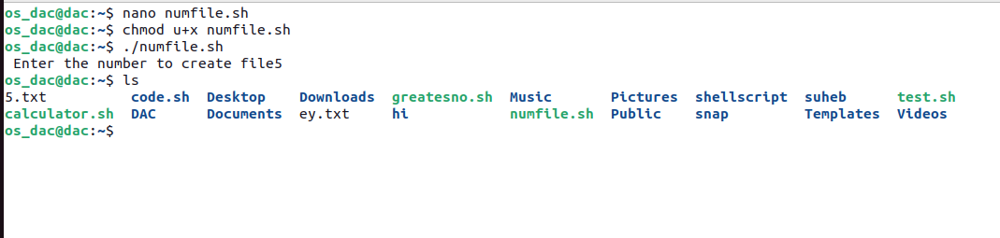 os_dac@dac:~$ nano numfile.sh
os_dac@dac:~$ chmod u+x numfile.sh
os_dac@dac:~$ ./numfile.sh
 Enter the number to create file5
os_dac@dac:~$ ls
5.txt          code.sh  Desktop    Downloads  greatesno.sh  Music       Pictures  shellscript  suheb      test.sh
calculator.sh  DAC      Documents  ey.txt     hi            numfile.sh  Public    snap         Templates  Videos
os_dac@dac:~$